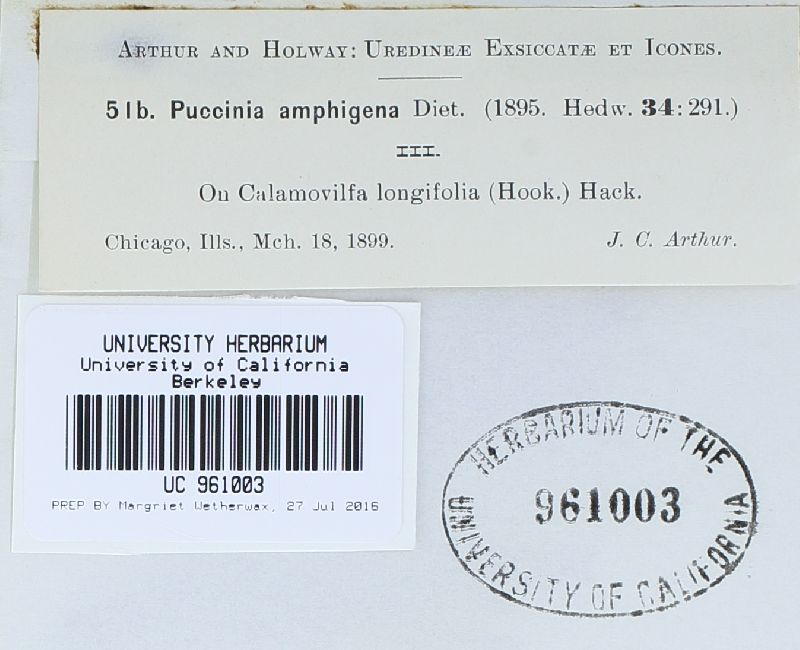 ARTHUR AND HOLWAY: UREDINEÆ EXSICCATÆ ET ICONES.
51b. Puccinia amphigena Diet. (1895. Hedw. 34:291.)
III.
On Calamovilfa longifolia (Hook.) Hack.
Chicago, Ills., Mch. 18, 1899. J. C. Arthur.
UNIVERSITY HERBARIUM
University of California
Berkeley
UC 961003
PREP BY Margriet Wetherwax, 27 Jul 2016
HERBARIUM OF THE
961003
UNIVERSITY OF CALIFORNIA